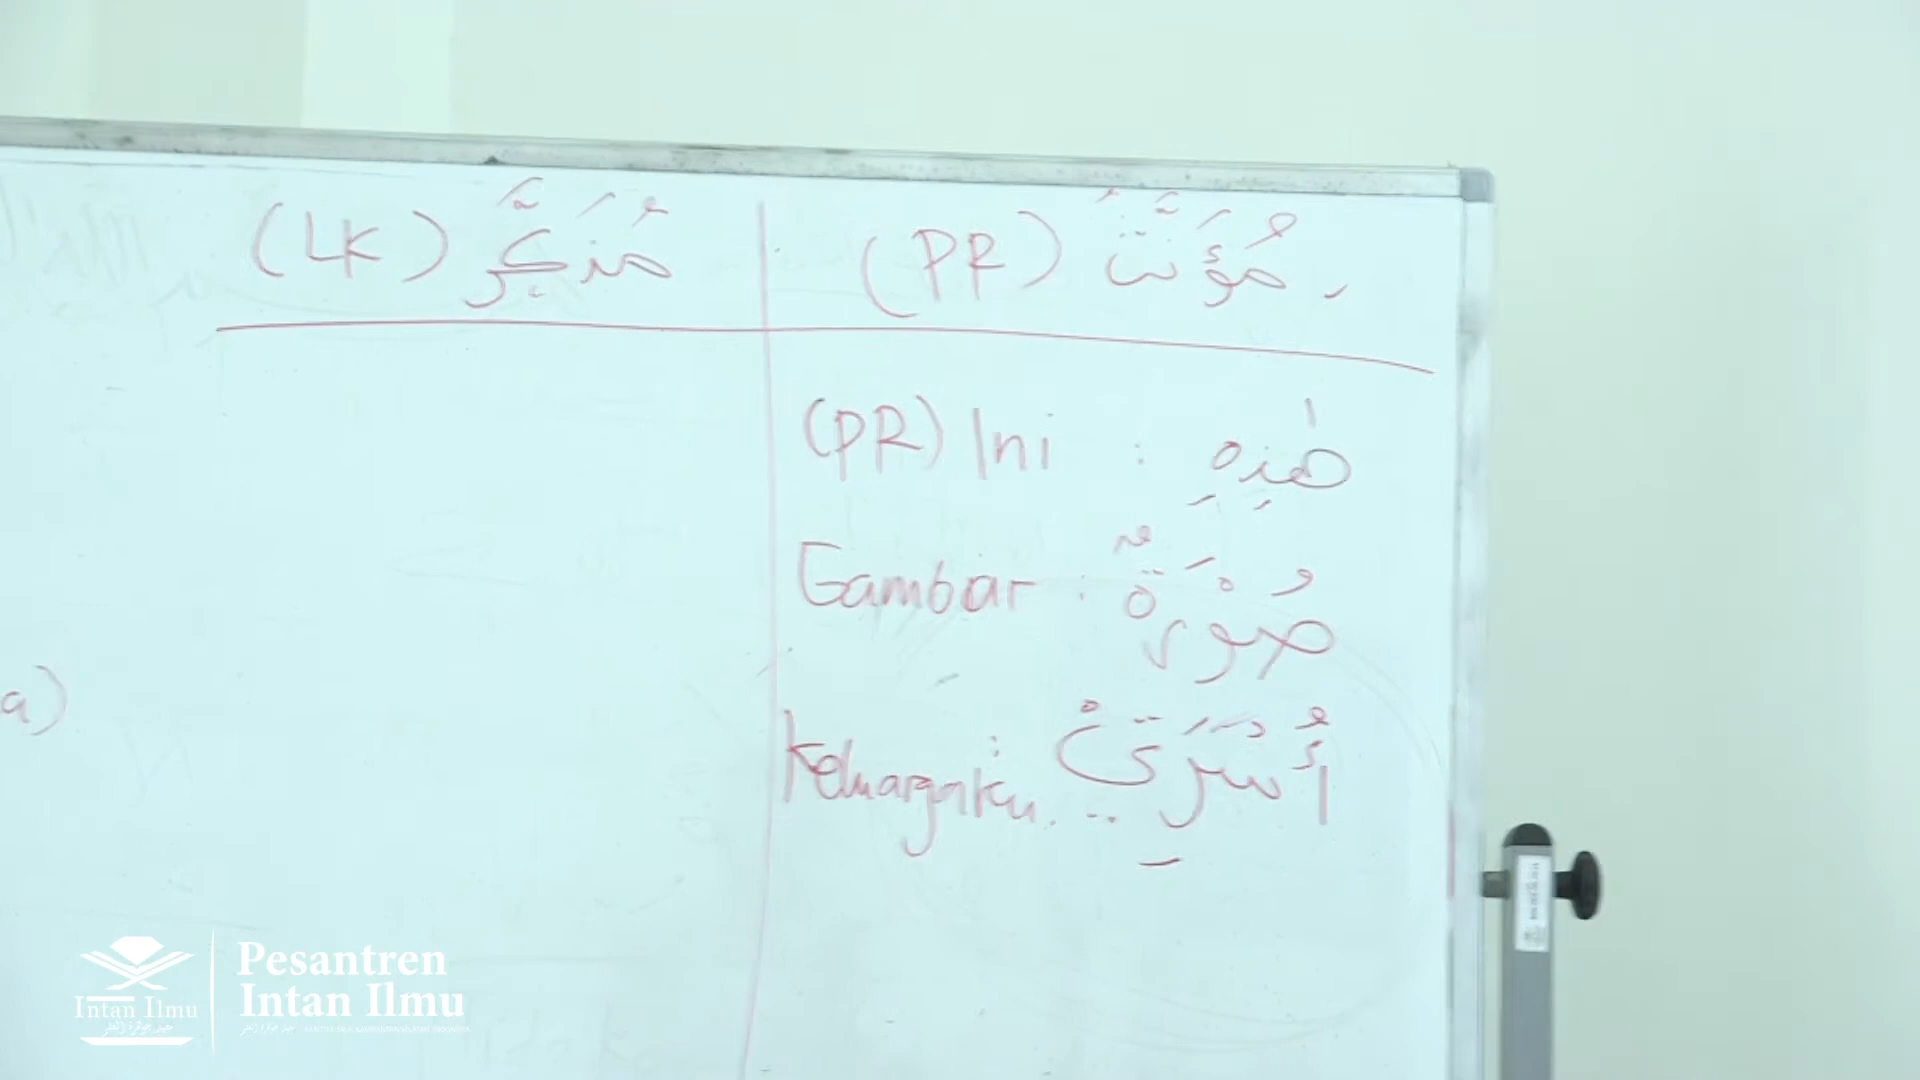 مُؤَنَّثُ (PR)
مُذَكَّرٌ (LK)
هٰذِهِ : (PR) Ini
صُوْرَةٌ : Gambar
أُسْرَتِيْ : Keluargaku
a)
Intan Ilmu
Pesantren
Intan Ilmu